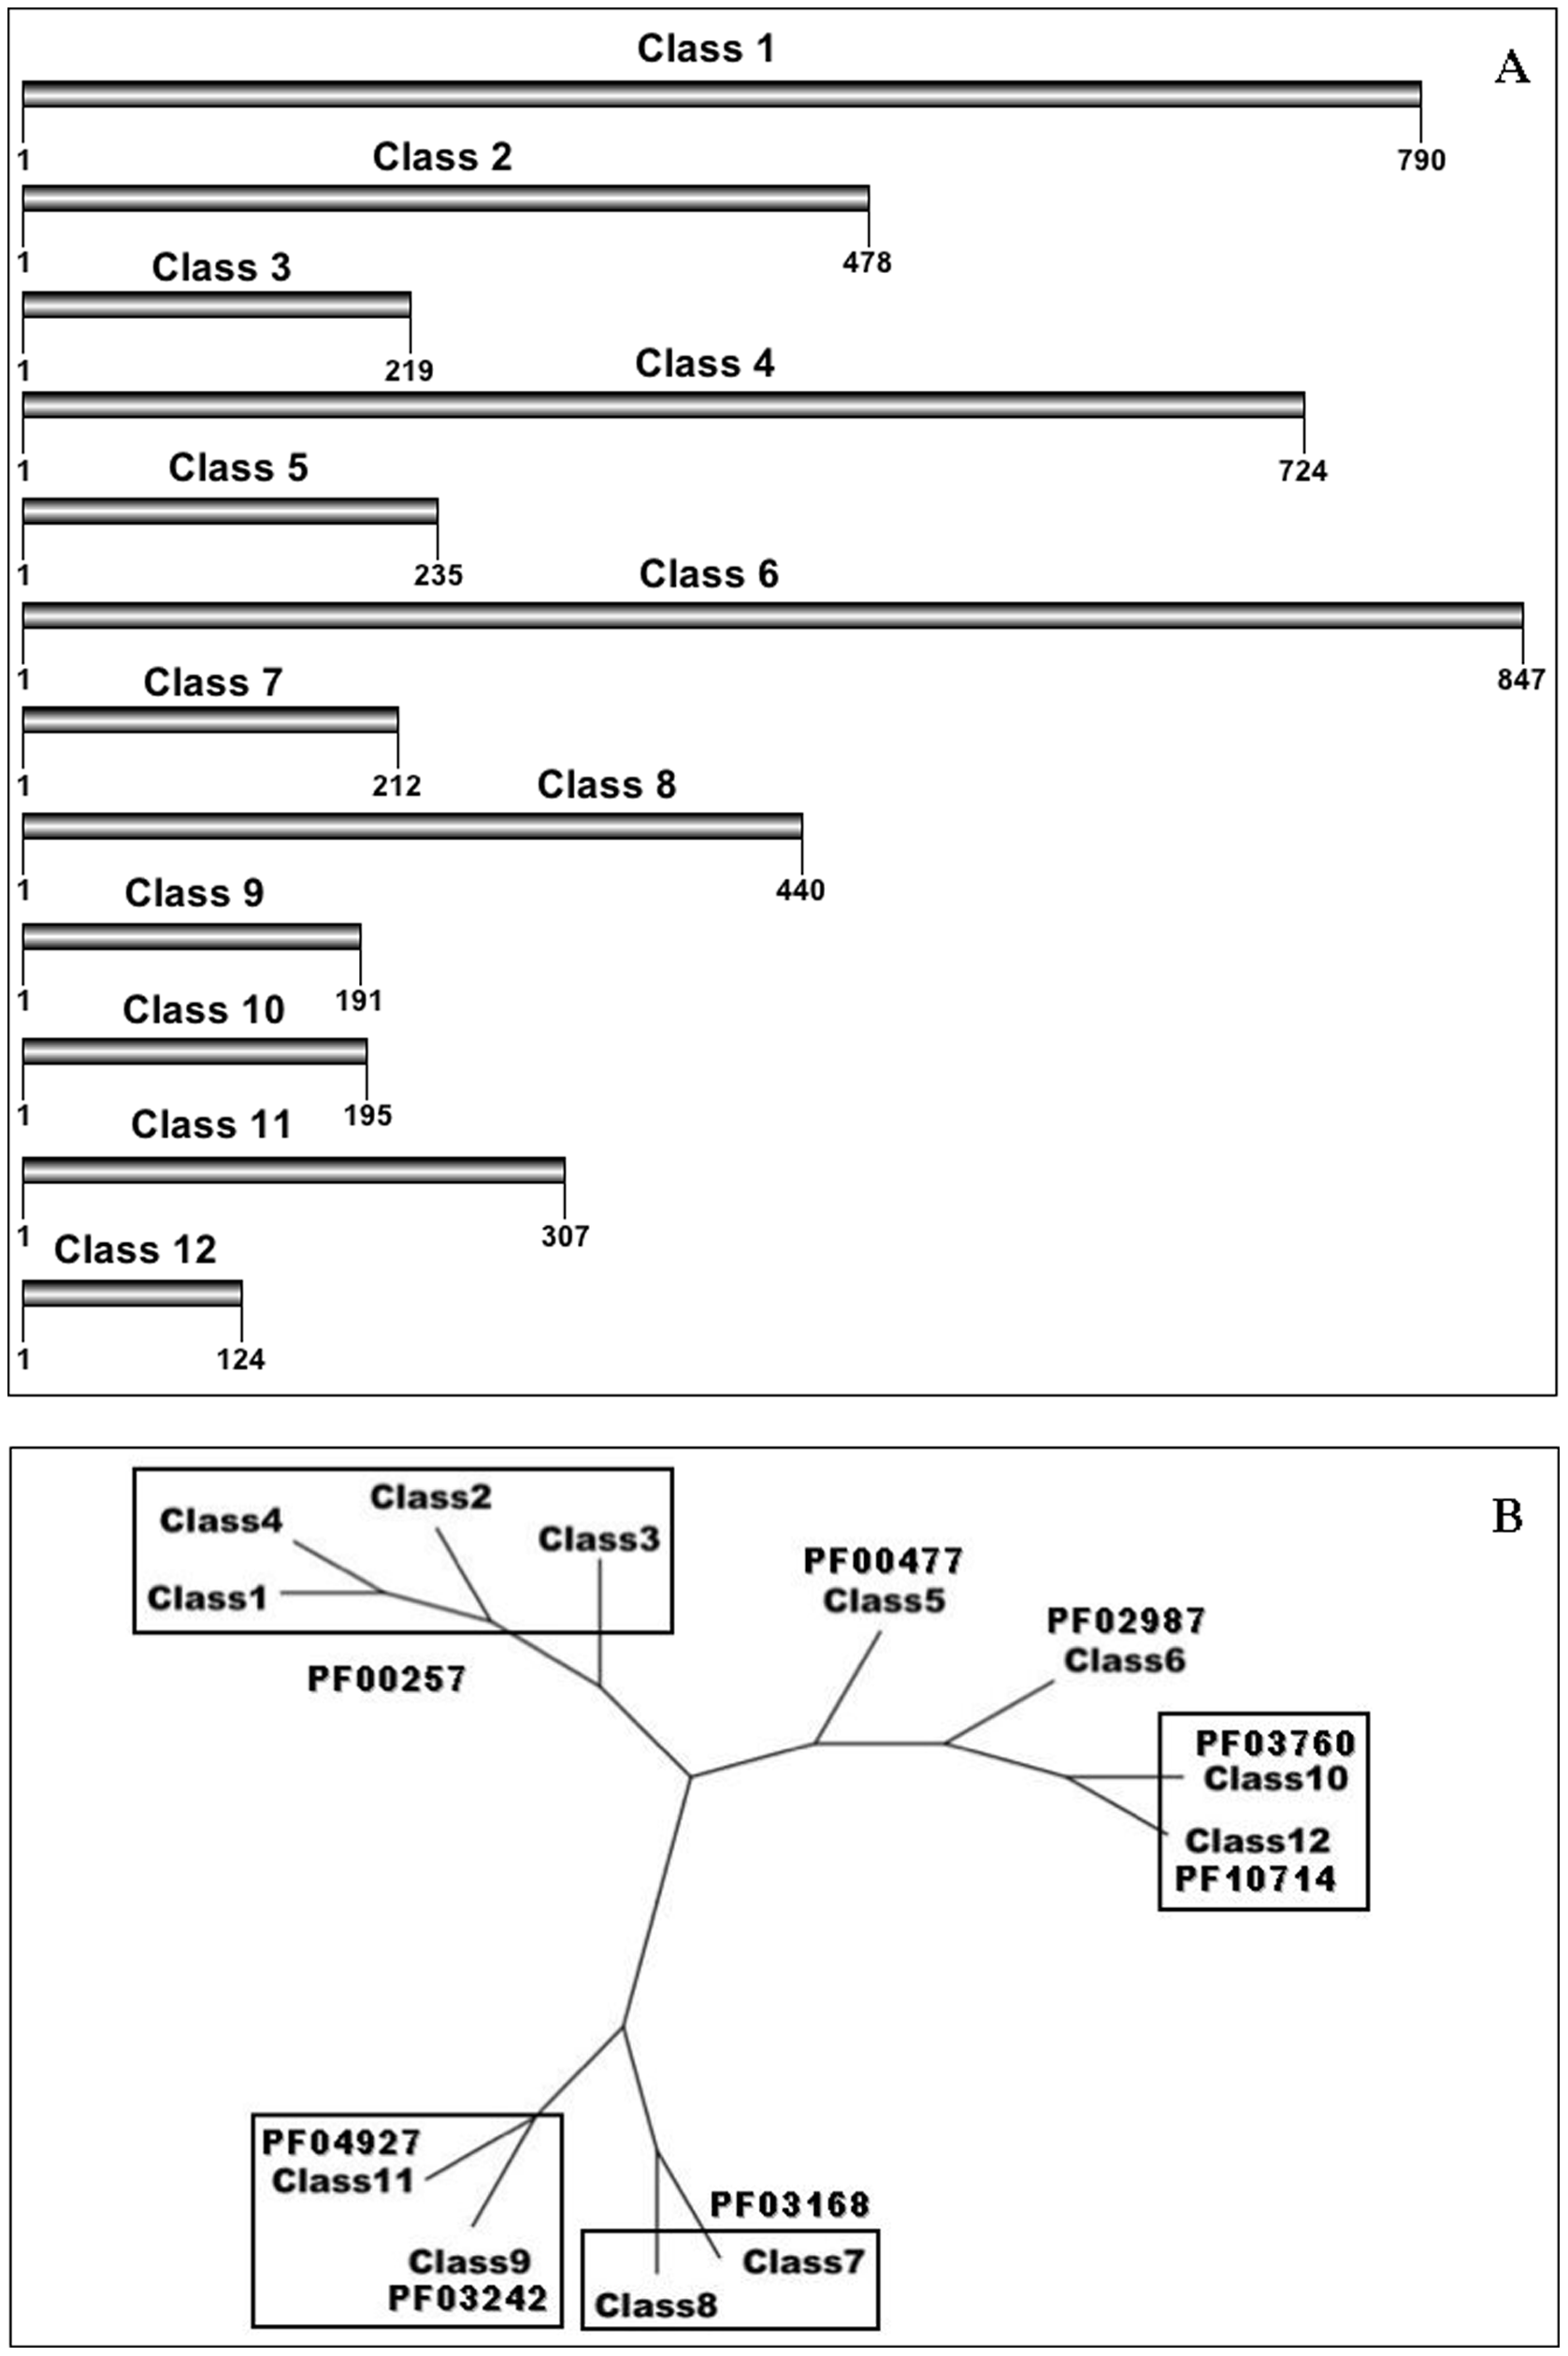 Class 1
A
1 790
Class 2
1 478
Class 3
1 219
Class 4
1 724
Class 5
1 235
Class 6
1 847
Class 7
1 212
Class 8
1 440
Class 9
1 191
Class 10
1 195
Class 11
1 307
Class 12
1 124
B
Class4
Class2
Class3
Class1
PF00257
PF00477
Class5
PF02987
Class6
PF03760
Class10
Class12
PF10714
PF04927
Class11
Class9
PF03242
PF03168
Class7
Class8